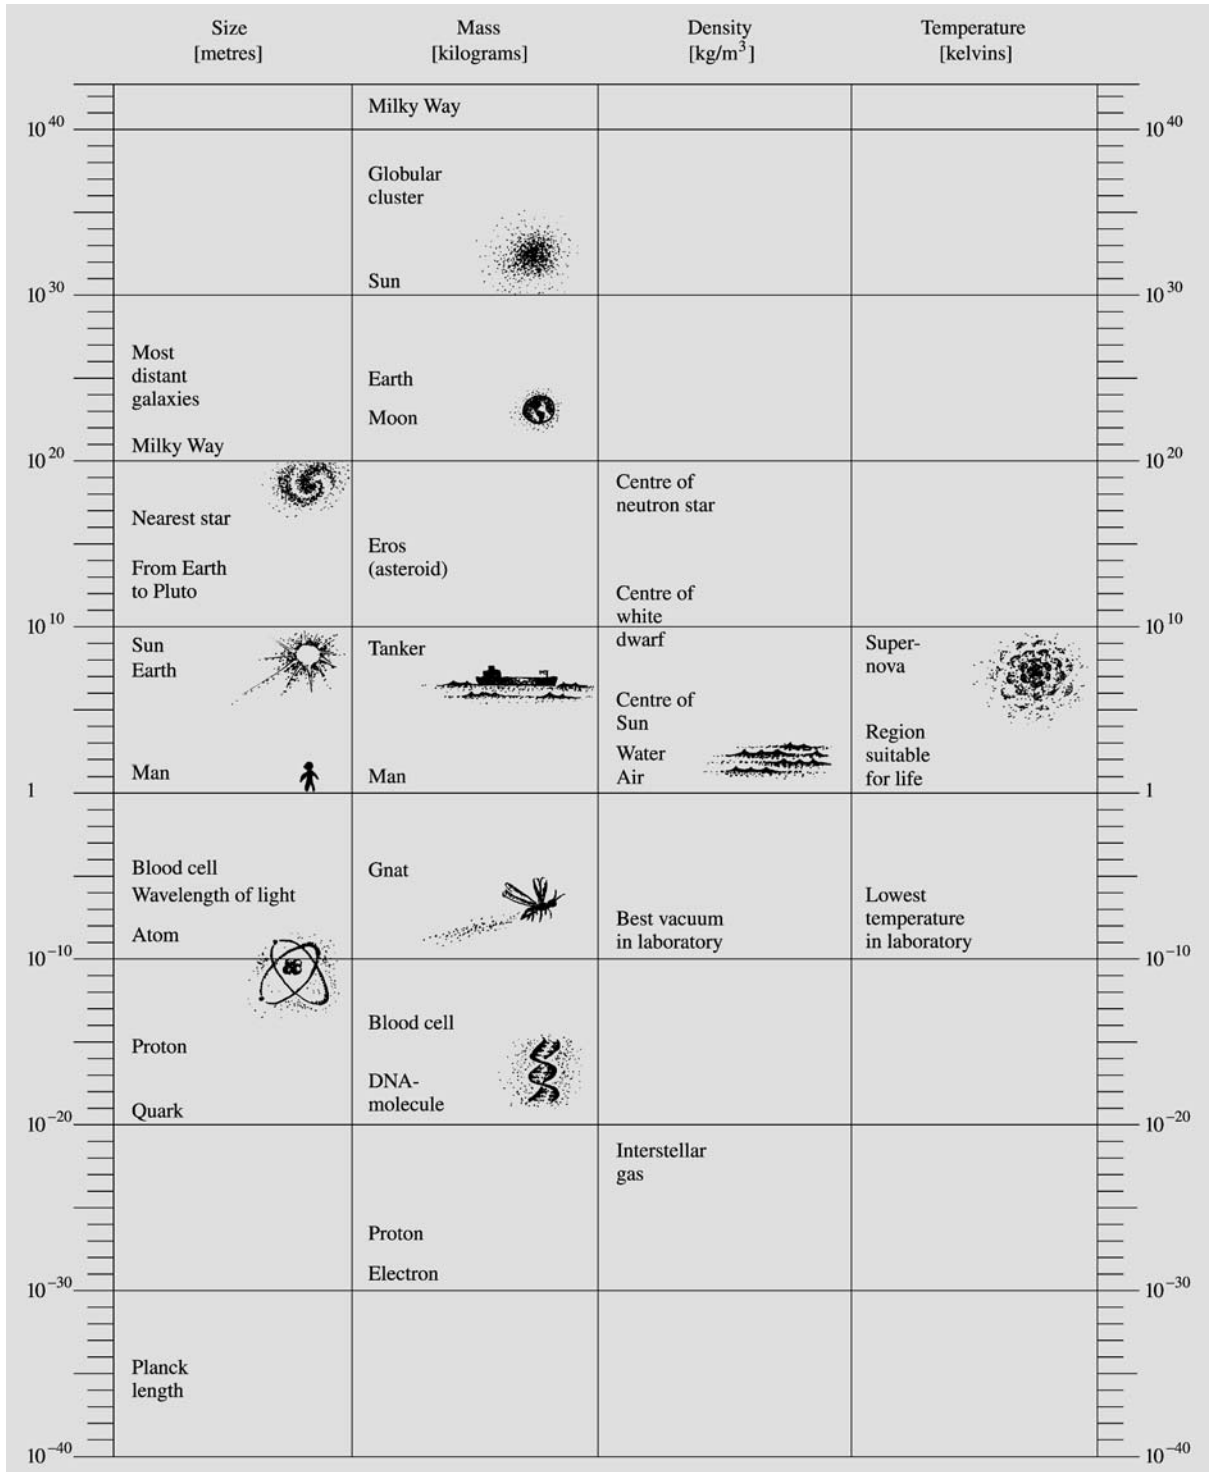 Size
[metres]
Mass
[kilograms]
Density
[kg/m³]
Temperature
[kelvins]
10⁴⁰
10³⁰
10²⁰
10¹⁰
1
10⁻¹⁰
10⁻²⁰
10⁻³⁰
10⁻⁴⁰
Most
distant
galaxies
Milky Way
Nearest star
From Earth
to Pluto
Sun
Earth
Man
Blood cell
Wavelength of light
Atom
Proton
Quark
Planck
length
Milky Way
Globular
cluster
Sun
Earth
Moon
Eros
(asteroid)
Tanker
Man
Gnat
Blood cell
DNA-
molecule
Proton
Electron
Centre of
neutron star
Centre of
white
dwarf
Centre of
Sun
Water
Air
Best vacuum
in laboratory
Interstellar
gas
Super-
nova
Region
suitable
for life
Lowest
temperature
in laboratory
10⁴⁰
10³⁰
10²⁰
10¹⁰
1
10⁻¹⁰
10⁻²⁰
10⁻³⁰
10⁻⁴⁰